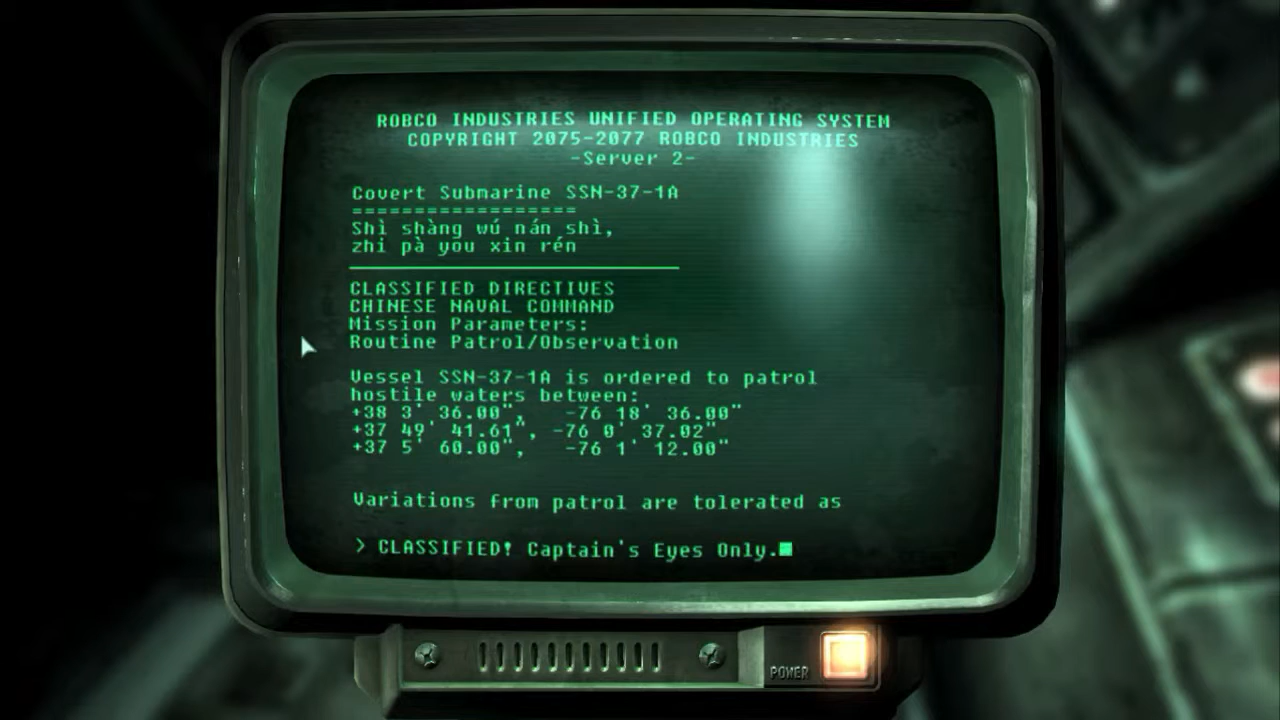 ROBCO INDUSTRIES UNIFIED OPERATING SYSTEM
COPYRIGHT 2075-2077 ROBCO INDUSTRIES
-Server 2-
Covert Submarine SSN-37-1A
==================
Shì shàng wú nán shì,
zhi pà you xin rén
CLASSIFIED DIRECTIVES
CHINESE NAVAL COMMAND
Mission Parameters:
Routine Patrol/Observation
Vessel SSN-37-1A is ordered to patrol
hostile waters between:
+38 3' 36.00", -76 18' 36.00"
+37 49' 41.61", -76 0' 37.02"
+37 5' 60.00", -76 1' 12.00"
Variations from patrol are tolerated as
> CLASSIFIED! Captain's Eyes Only.
POWER